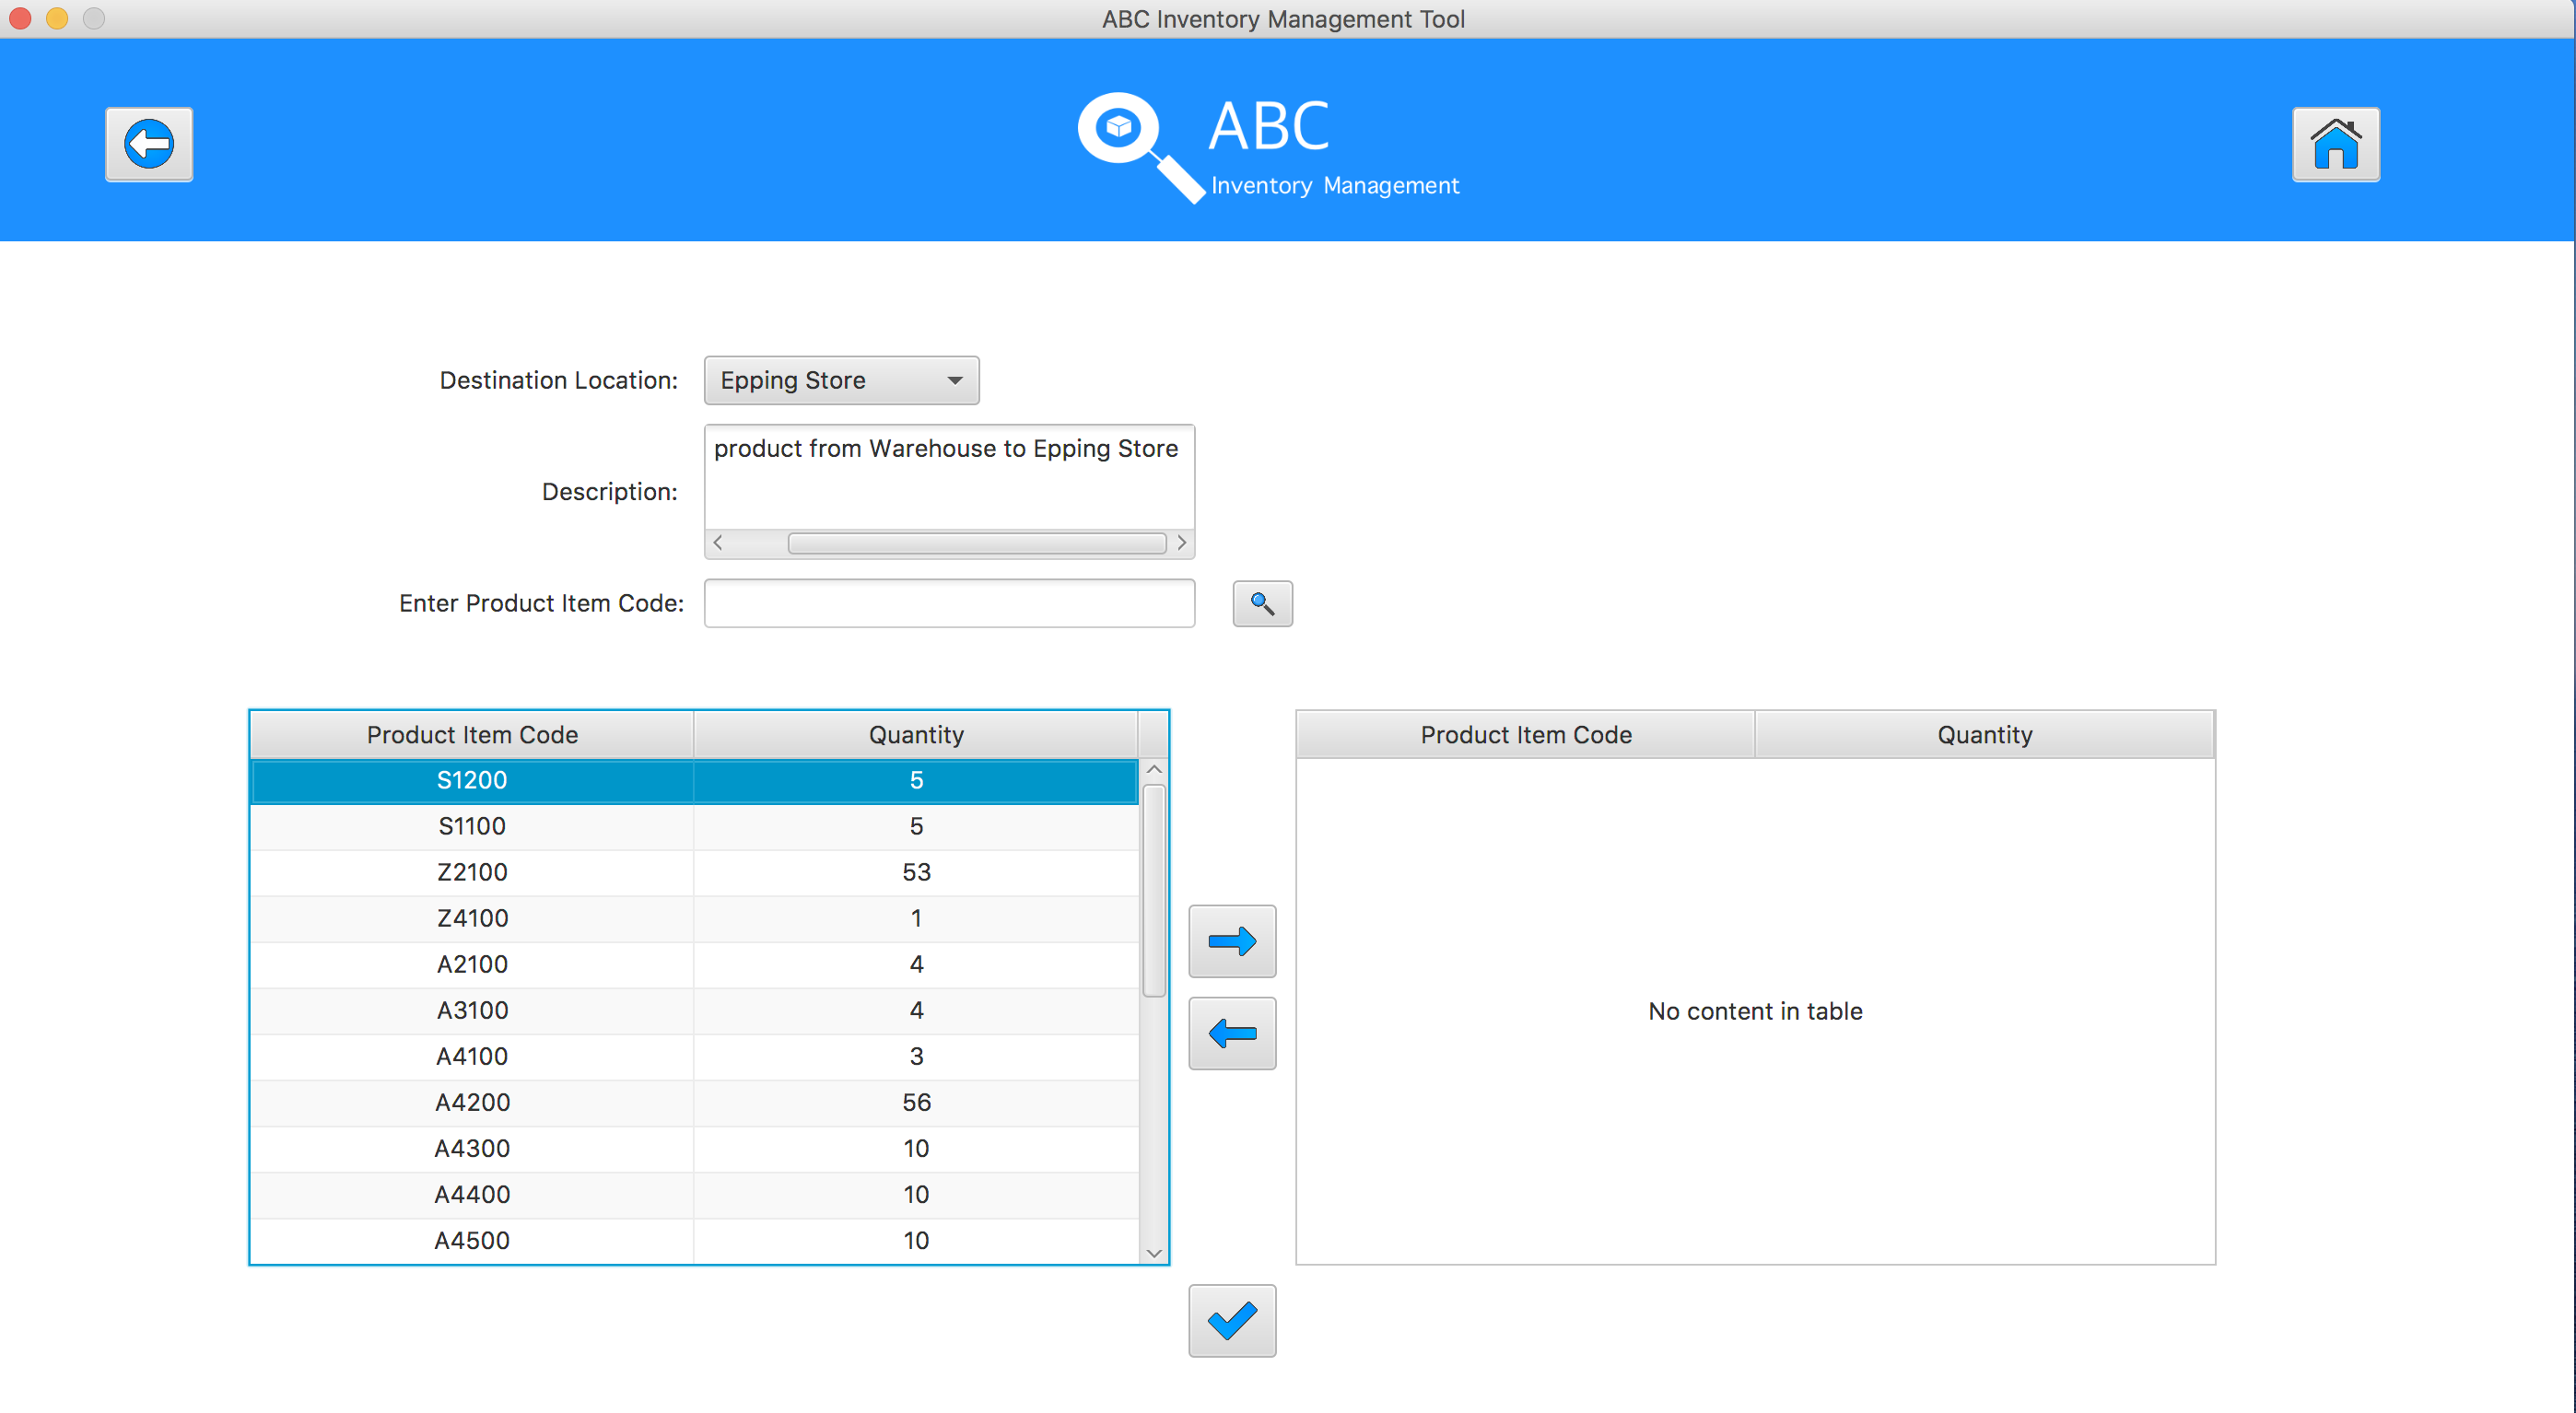 ABC Inventory Management Tool
ABC
Inventory Management
Destination Location: Epping Store
Description: product from Warehouse to Epping Store
Enter Product Item Code:
Product Item Code Quantity
S1200 5
S1100 5
Z2100 53
Z4100 1
A2100 4
A3100 4
A4100 3
A4200 56
A4300 10
A4400 10
A4500 10
Product Item Code Quantity
No content in table